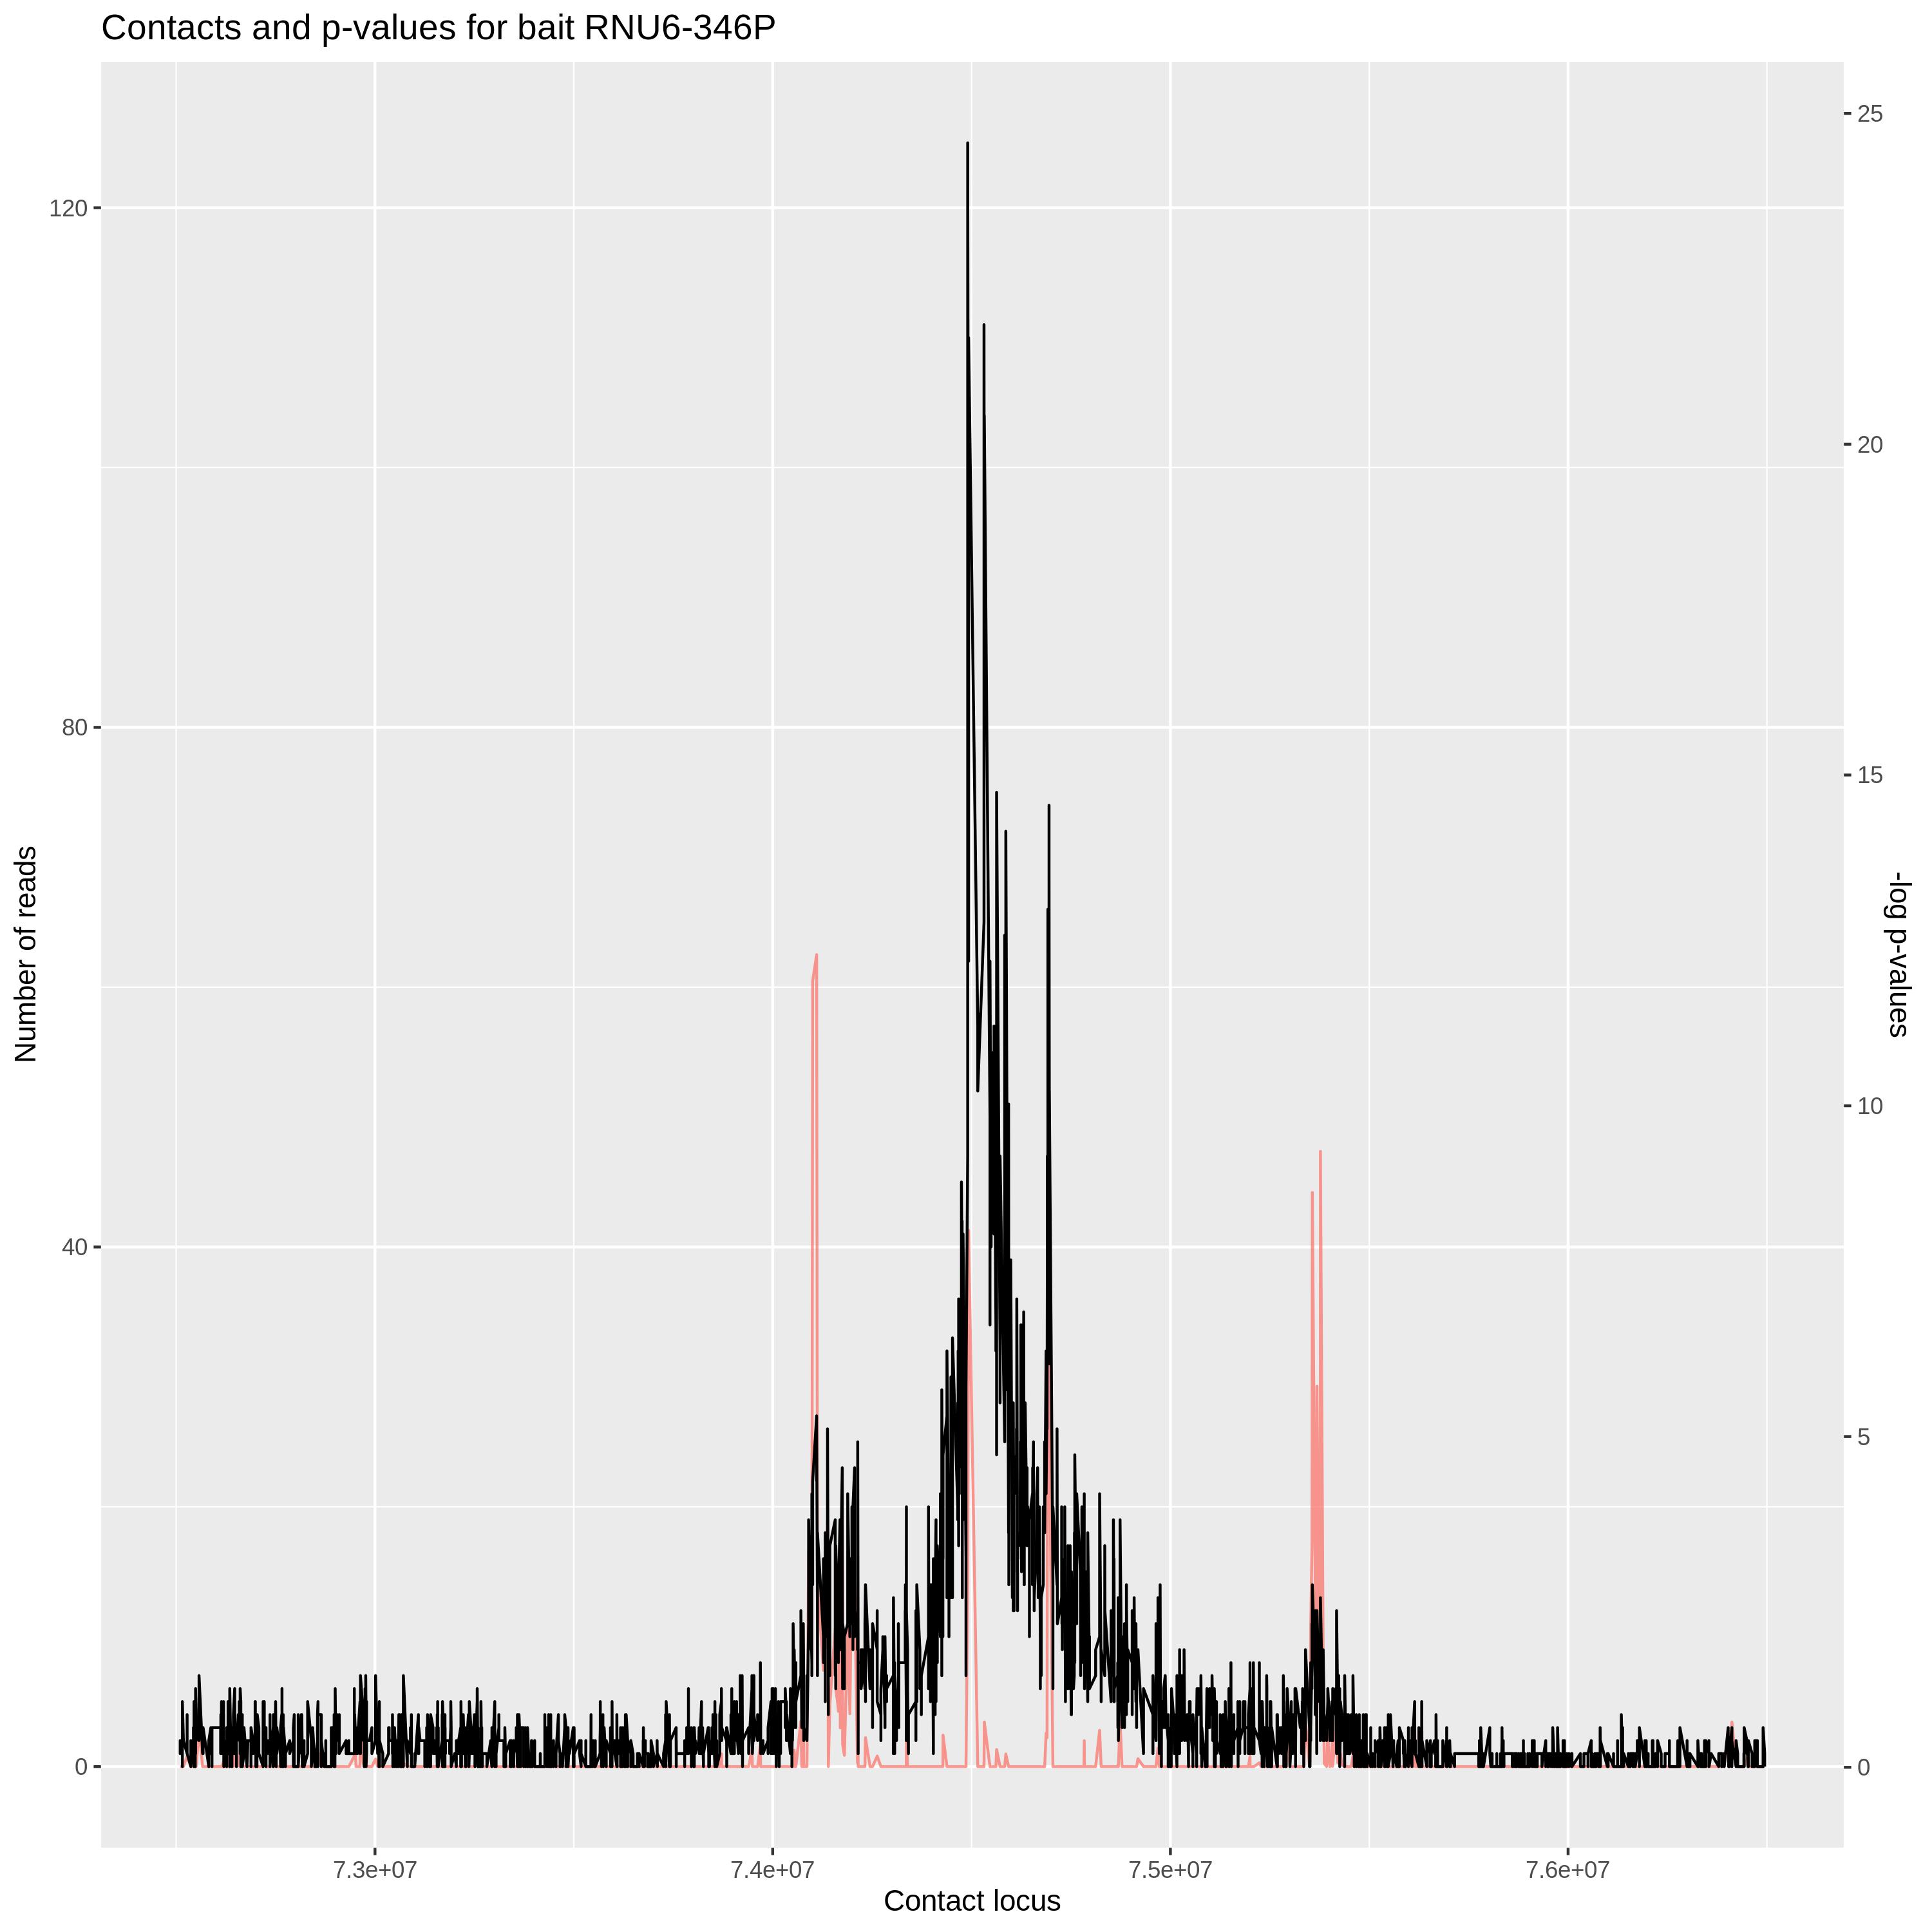 Contacts and p-values for bait RNU6-346P
120
80
40
0
Number of reads
25
20
15
10
5
0
-log p-values
7.3e+07
7.4e+07
7.5e+07
7.6e+07
Contact locus